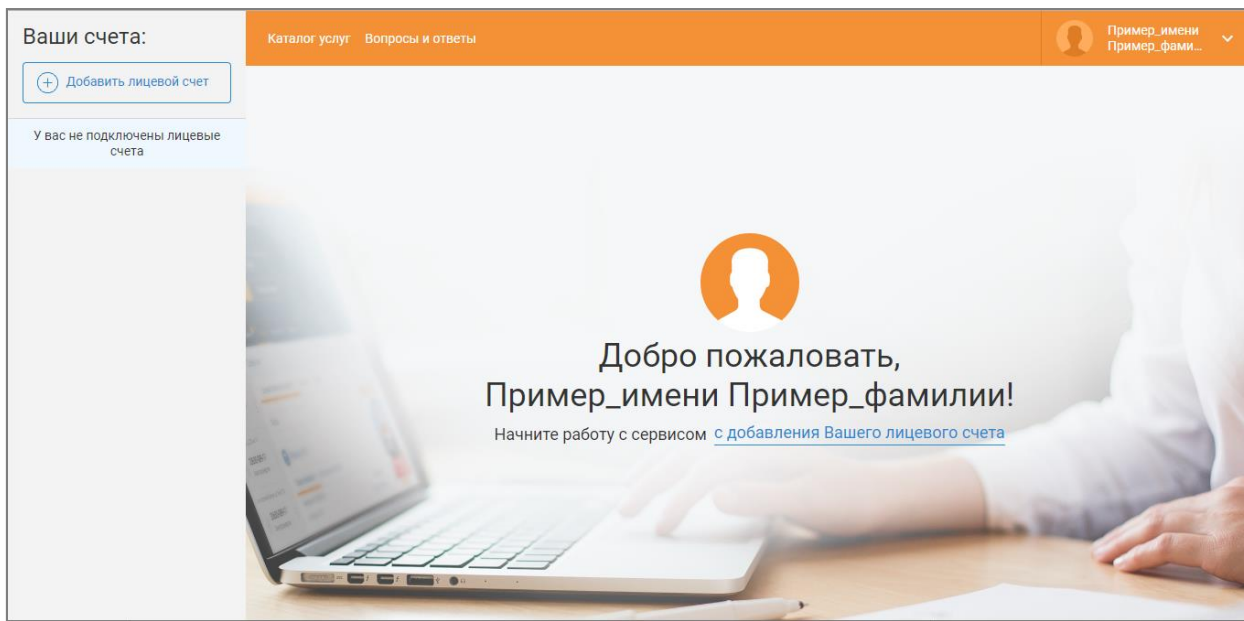 Ваши счета:
Добавить лицевой счет
У вас не подключены лицевые
счета
Каталог услуг Вопросы и ответы
Пример_имени
Пример_фами...
Добро пожаловать,
Пример_имени Пример_фамилии!
Начните работу с сервисом с добавления Вашего лицевого счета